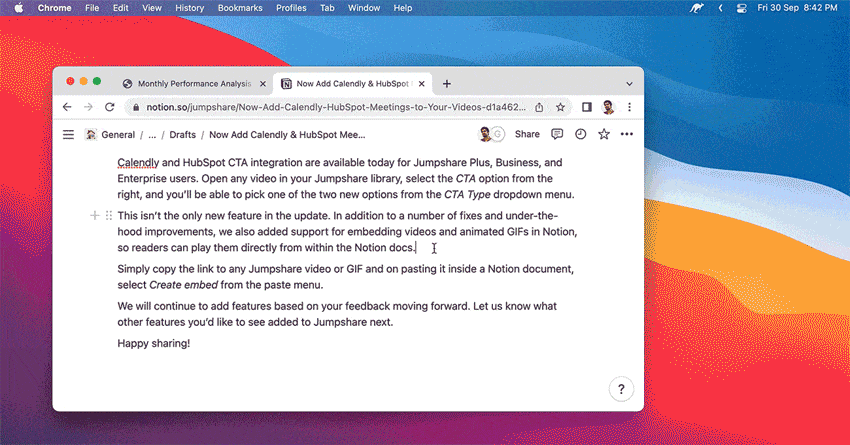 Chrome File Edit View History Bookmarks Profiles Tab Window Help Fri 30 Sep 8:42 PM
Monthly Performance Analysis Now Add Calendly & HubSpot
notion.so/jumpshare/Now-Add-Calendly-HubSpot-Meetings-to-Your-Videos-d1a462...
General / ... / Drafts / Now Add Calendly & HubSpot Mee... G Share
Calendly and HubSpot CTA integration are available today for Jumpshare Plus, Business, and
Enterprise users. Open any video in your Jumpshare library, select the CTA option from the
right, and you'll be able to pick one of the two new options from the CTA Type dropdown menu.
This isn't the only new feature in the update. In addition to a number of fixes and under-the-
hood improvements, we also added support for embedding videos and animated GIFs in Notion,
so readers can play them directly from within the Notion docs.
Simply copy the link to any Jumpshare video or GIF and on pasting it inside a Notion document,
select Create embed from the paste menu.
We will continue to add features based on your feedback moving forward. Let us know what
other features you'd like to see added to Jumpshare next.
Happy sharing!
?